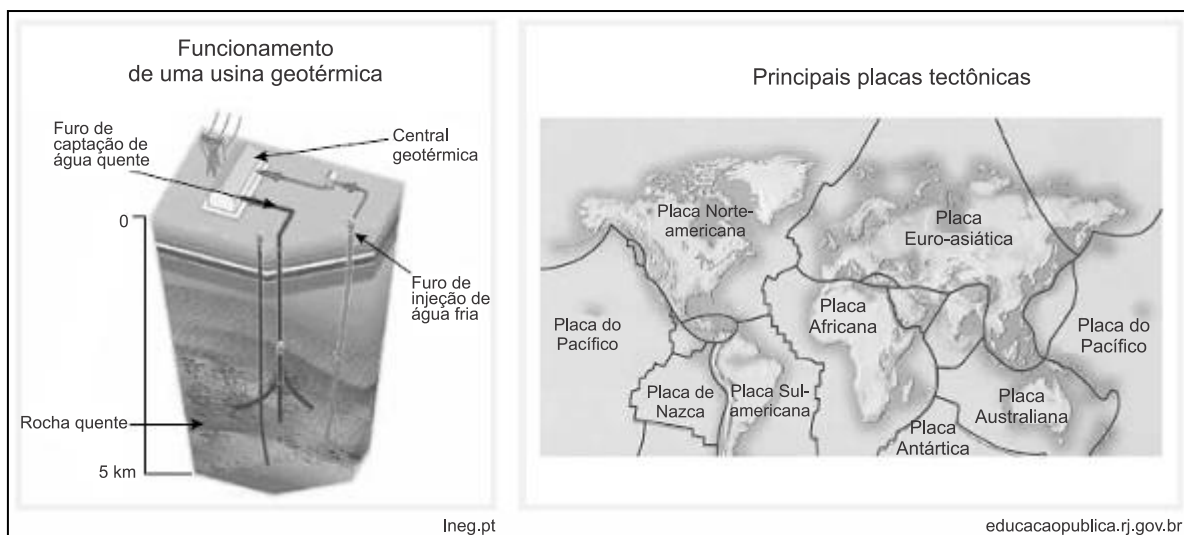 Funcionamento
de uma usina geotérmica
Furo de
captação de
água quente
Central
geotérmica
0
Furo de
injeção de
água fria
Rocha quente
5 km
lneg.pt
Principais placas tectônicas
Placa Norte-
americana
Placa
Euro-asiática
Placa do
Pacífico
Placa
Africana
Placa do
Pacífico
Placa de
Nazca
Placa Sul-
americana
Placa
Australiana
Placa
Antártica
educacaopublica.rj.gov.br